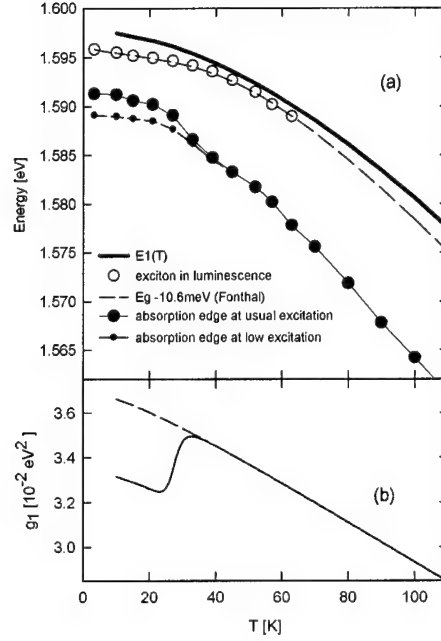 1.600
1.595
(a)
1.590
1.585
Energy [eV]
1.580
E1(T)
1.575
exciton in luminescence
Eg -10.6meV (Fonthal)
1.570
absorption edge at usual excitation
1.565
absorption edge at low excitation
3.6
g1 [10-2 eV2]
(b)
3.4
3.2
3.0
0 20 40 60 80 100
T [K]